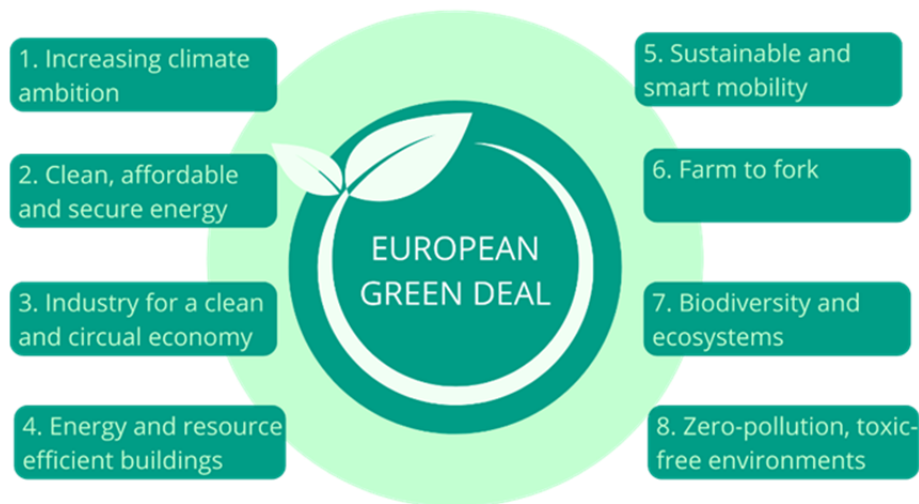 1. Increasing climate
ambition
2. Clean, affordable
and secure energy
3. Industry for a clean
and circual economy
4. Energy and resource
efficient buildings
EUROPEAN
GREEN DEAL
5. Sustainable and
smart mobility
6. Farm to fork
7. Biodiversity and
ecosystems
8. Zero-pollution, toxic-
free environments